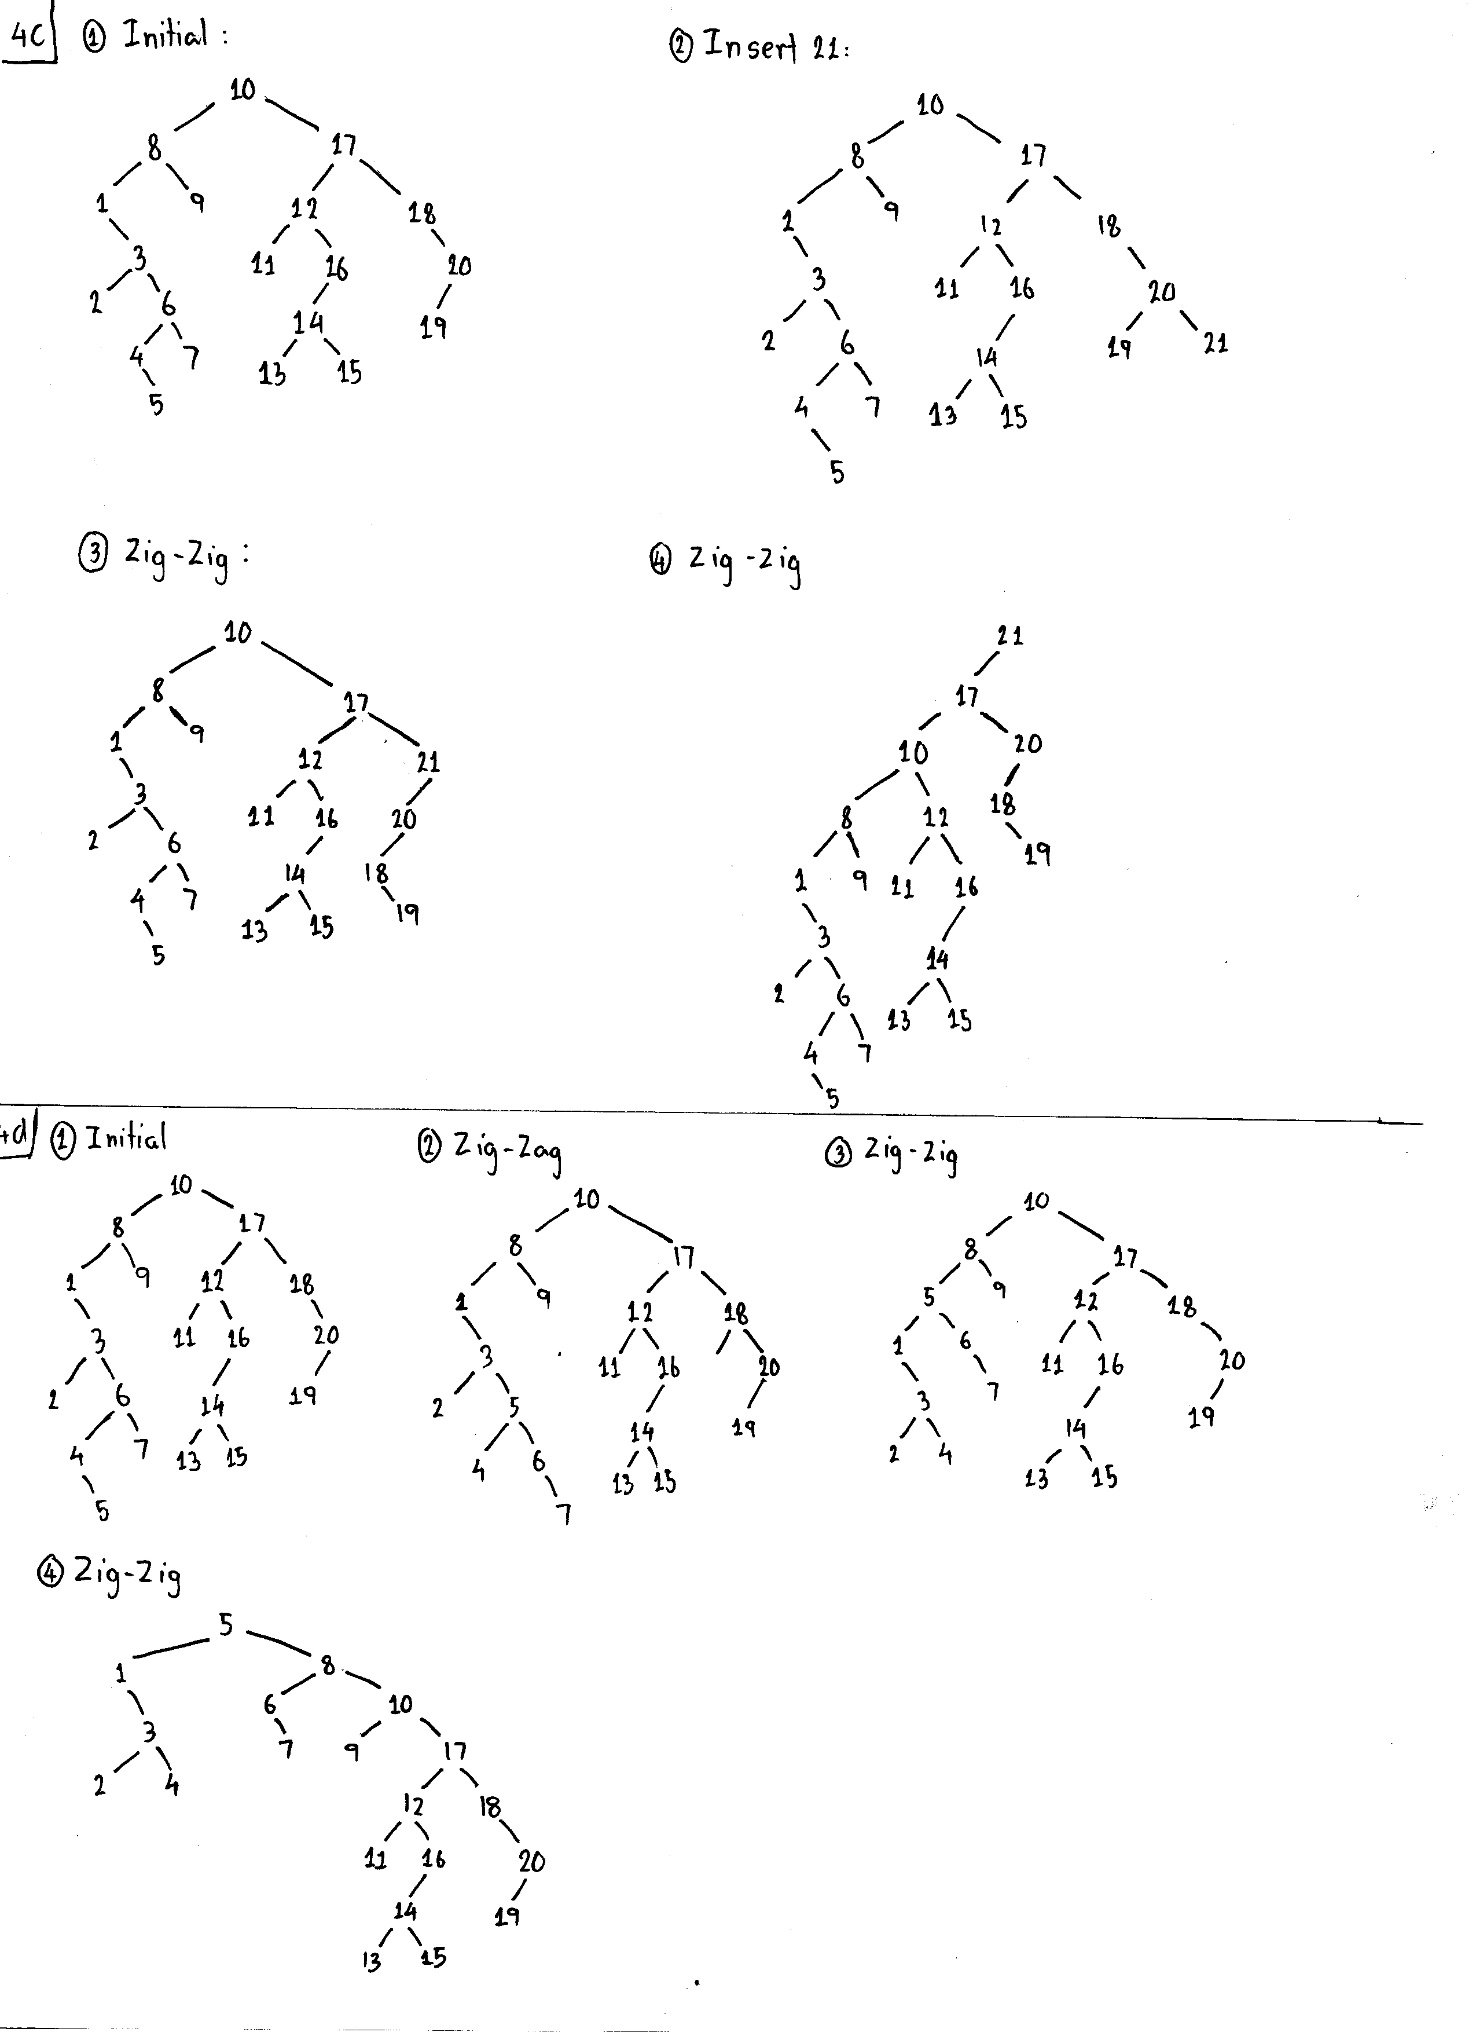 4C ① Initial :
② Insert 21:
10
8 17
1 9 12 18
3 11 16 20
2 6 14 19
4 7 13 15
5
10
8 17
1 9 12 18
3 11 16 20
2 6 14 19 21
4 7 13 15
5
③ Zig-Zig :
④ Zig-Zig
10
8 17
1 9 12 21
3 11 16 20
2 6 14 18
4 7 13 15 19
5
21
17
10 20
8 12 18
1 9 11 16 19
3 14
2 6 13 15
4 7
5
4d ① Initial
② Zig-Zag
③ Zig-Zig
10
8 17
1 9 12 18
3 11 16 20
2 6 14 19
4 7 13 15
5
10
8 17
1 9 12 18
3 11 16 20
2 5 14 19
4 6 13 15
7
10
8 17
5 9 12 18
1 6 11 16 20
3 7 14 19
2 4 13 15
④ Zig-Zig
5
1 8
6 10
3 7 9 17
2 4 12 18
11 16 20
14 19
13 15